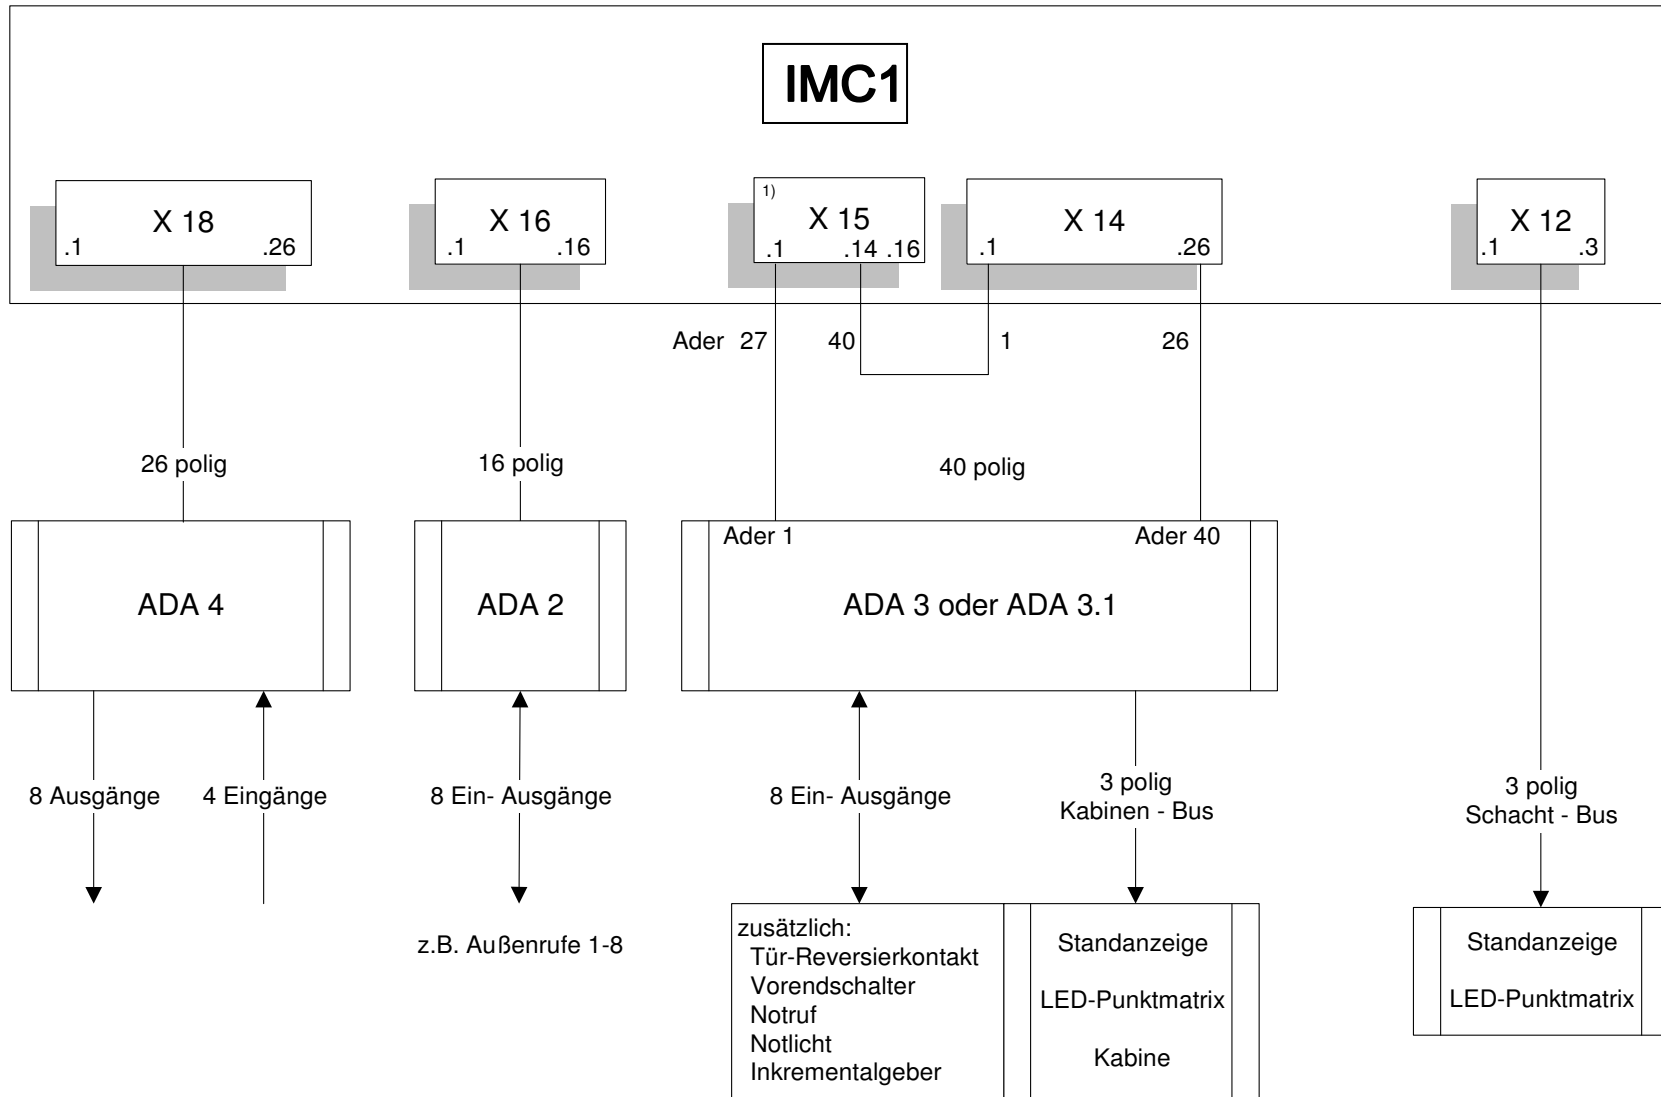 IMC1
1)
X 18
.1 .26
X 16
.1 .16
X 15
.1 .14 .16
X 14
.1 .26
X 12
.1 .3
Ader 27 40 1 26
26 polig
16 polig
40 polig
Ader 1
Ader 40
ADA 4
ADA 2
ADA 3 oder ADA 3.1
8 Ausgänge
4 Eingänge
8 Ein- Ausgänge
8 Ein- Ausgänge
3 polig
Kabinen - Bus
3 polig
Schacht - Bus
z.B. Außenrufe 1-8
zusätzlich:
Tür-Reversierkontakt
Vorendschalter
Notruf
Notlicht
Inkrementalgeber
Standanzeige
LED-Punktmatrix
Kabine
Standanzeige
LED-Punktmatrix